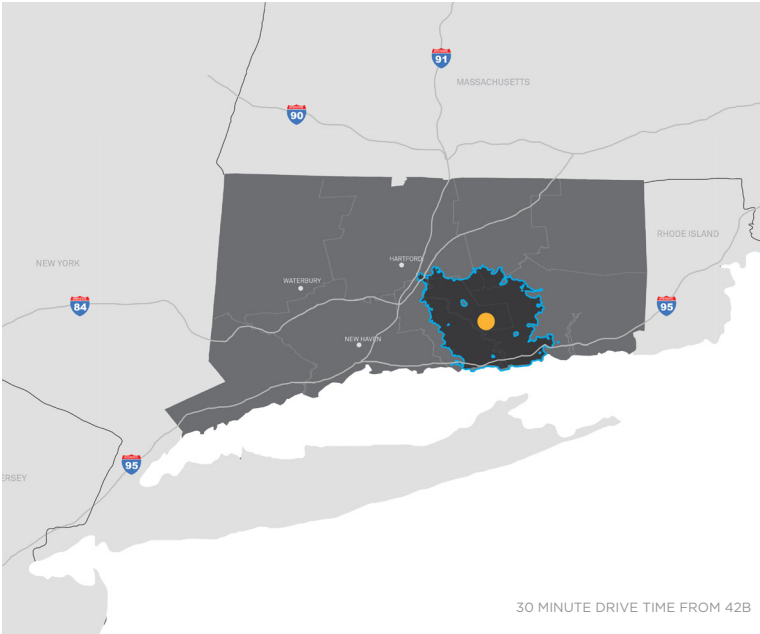 91
MASSACHUSETTS
90
RHODE ISLAND
HARTFORD
NEW YORK
WATERBURY
84
95
NEW HAVEN
95
ERSEY
30 MINUTE DRIVE TIME FROM 42B